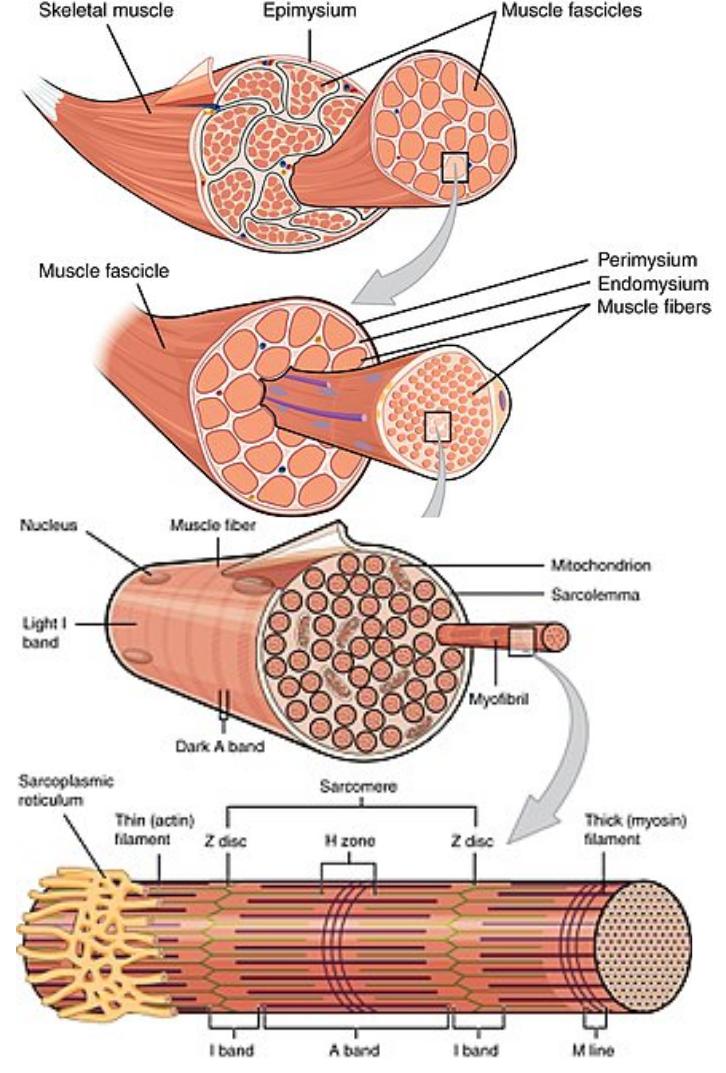 Skeletal muscle
Epimysium
Muscle fascicles
Muscle fascicle
Perimysium
Endomysium
Muscle fibers
Nucleus
Muscle fiber
Mitochondrion
Sarcolemma
Light I
band
Myofibril
Dark A band
Sarcoplasmic
reticulum
Sarcomere
Thin (actin)
filament
Z disc
H zone
Z disc
Thick (myosin)
filament
I band
A band
I band
M line